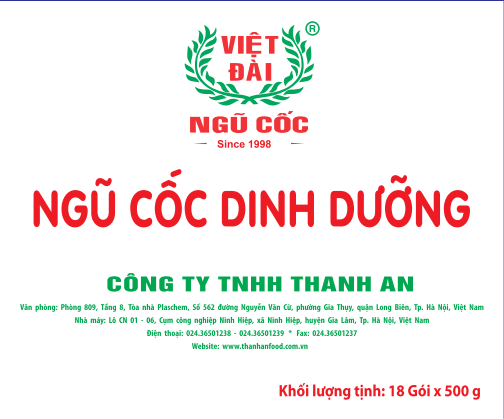 ®
VIỆT
ĐÀI
NGŨ CỐC
Since 1998
NGŨ CỐC DINH DƯỠNG
CÔNG TY TNHH THANH AN
Văn phòng: Phòng 809, Tầng 8, Tòa nhà Plaschem, Số 562 đường Nguyễn Văn Cừ, phường Gia Thụy, quận Long Biên, Tp. Hà Nội, Việt Nam
Nhà máy: Lô CN 01 - 06, Cụm công nghiệp Ninh Hiệp, xã Ninh Hiệp, huyện Gia Lâm, Tp. Hà Nội, Việt Nam
Điện thoại: 024.36501238 - 024.36501239 * Fax: 024.36501237
Website: www.thanhanfood.com.vn
Khối lượng tịnh: 18 Gói x 500 g